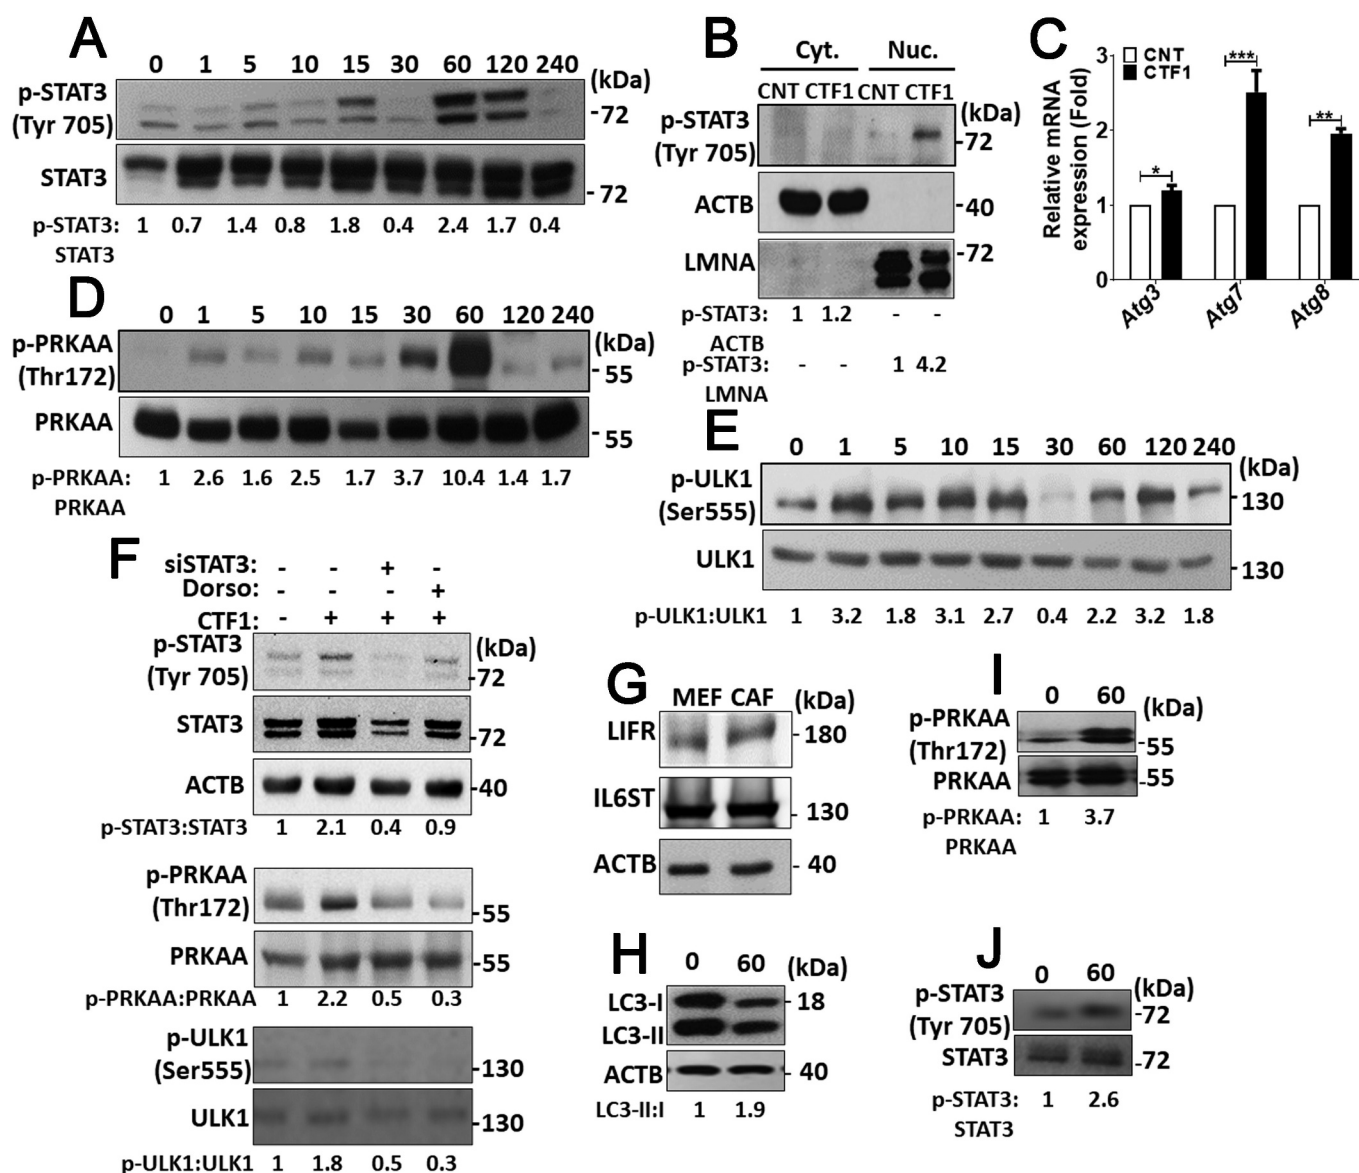 A
0 1 5 10 15 30 60 120 240
(kDa)
p-STAT3
(Tyr 705)
-72
STAT3
- 72
p-STAT3: 1 0.7 1.4 0.8 1.8 0.4 2.4 1.7 0.4
STAT3
B
Cyt. Nuc.
CNT CTF1 CNT CTF1
(kDa)
p-STAT3
(Tyr 705)
-72
ACTB
-40
LMNA
-72
p-STAT3: 1 1.2 - -
ACTB
p-STAT3: - - 1 4.2
LMNA
C
CNT
CTF1
Relative mRNA
expression (Fold)
3
2
1
0
* *** **
Atg3 Atg7 Atg8
D
0 1 5 10 15 30 60 120 240
(kDa)
p-PRKAA
(Thr172)
- 55
PRKAA
- 55
p-PRKAA: 1 2.6 1.6 2.5 1.7 3.7 10.4 1.4 1.7
PRKAA
E
0 1 5 10 15 30 60 120 240
(kDa)
p-ULK1
(Ser555)
- 130
ULK1
- 130
p-ULK1:ULK1 1 3.2 1.8 3.1 2.7 0.4 2.2 3.2 1.8
F
siSTAT3: - - + -
Dorso: - - - +
CTF1: - + + +
p-STAT3
(Tyr 705)
(kDa)
-72
STAT3
-72
ACTB
-40
p-STAT3:STAT3 1 2.1 0.4 0.9
p-PRKAA
(Thr172)
-55
PRKAA
-55
p-PRKAA:PRKAA 1 2.2 0.5 0.3
p-ULK1
(Ser555)
-130
ULK1
-130
p-ULK1:ULK1 1 1.8 0.5 0.3
G
MEF CAF
(kDa)
LIFR
- 180
IL6ST
- 130
ACTB
- 40
H
0 60
(kDa)
LC3-I
- 18
LC3-II
ACTB
- 40
LC3-II:I 1 1.9
I
0 60
(kDa)
p-PRKAA
(Thr172)
-55
PRKAA
-55
p-PRKAA: 1 3.7
PRKAA
J
0 60
(kDa)
p-STAT3
(Tyr 705)
-72
STAT3
-72
p-STAT3: 1 2.6
STAT3